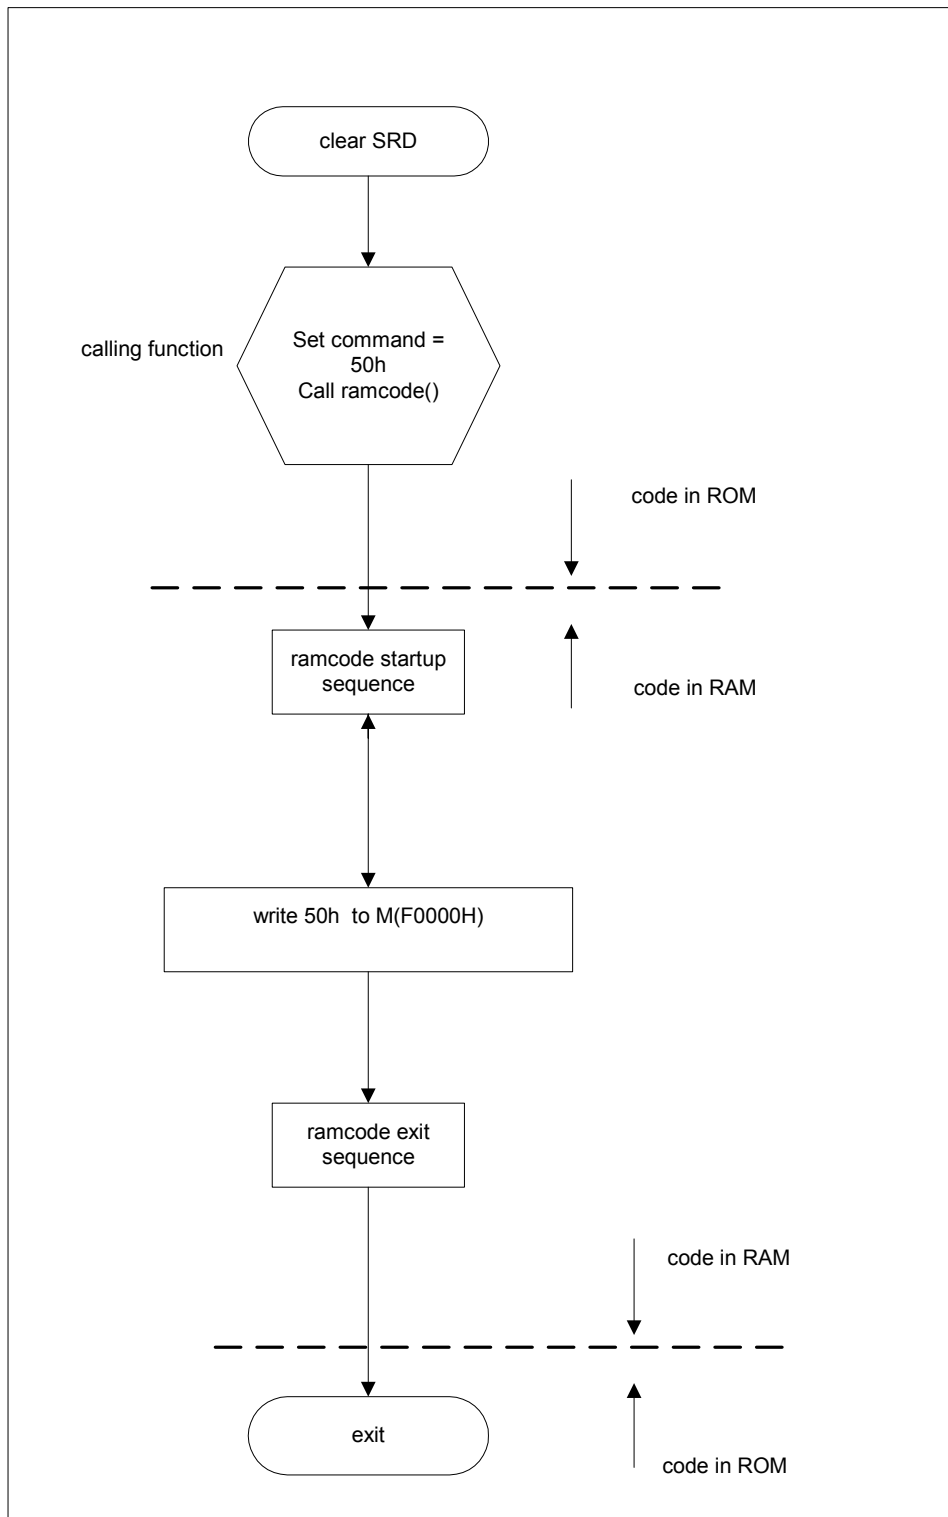 clear SRD
calling function
Set command =
50h
Call ramcode()
code in ROM
ramcode startup
sequence
code in RAM
write 50h  to M(F0000H)
ramcode exit
sequence
code in RAM
exit
code in ROM